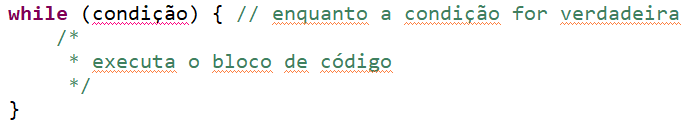 while (condição) { // enquanto a condição for verdadeira
/*
* executa o bloco de código
*/
}